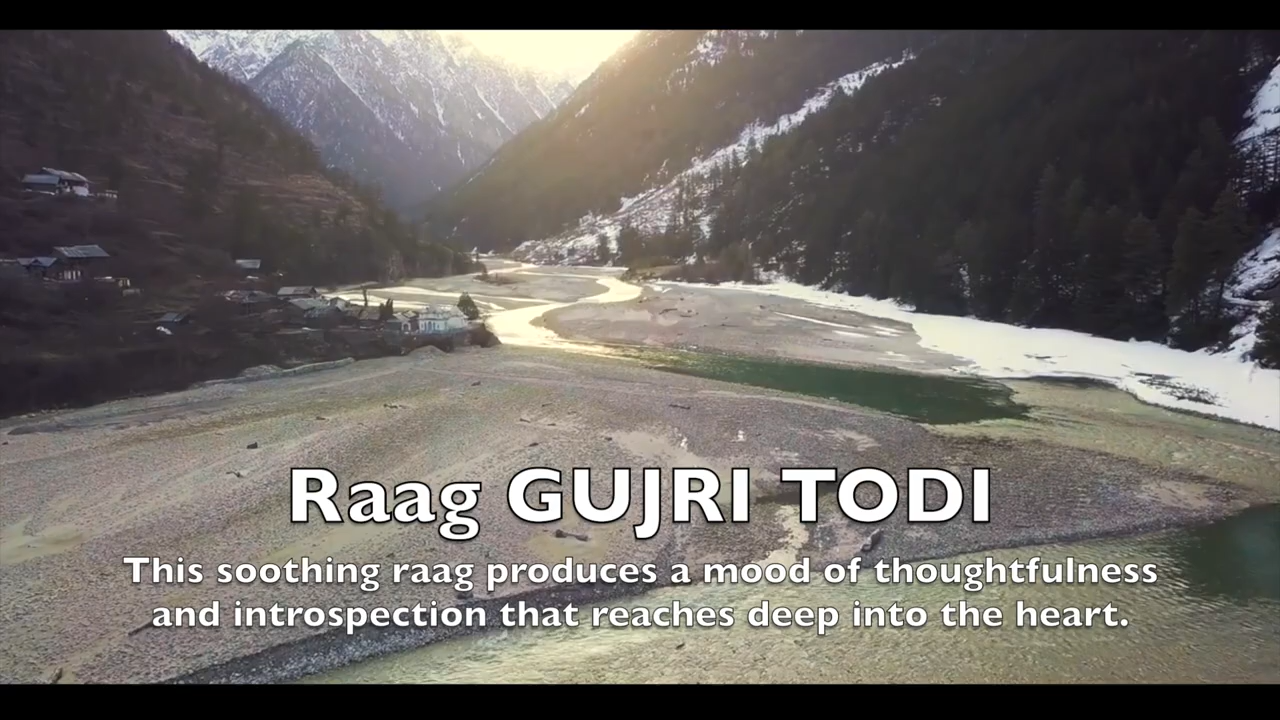 Raag GUJRI TODI
This soothing raag produces a mood of thoughtfulness
and introspection that reaches deep into the heart.